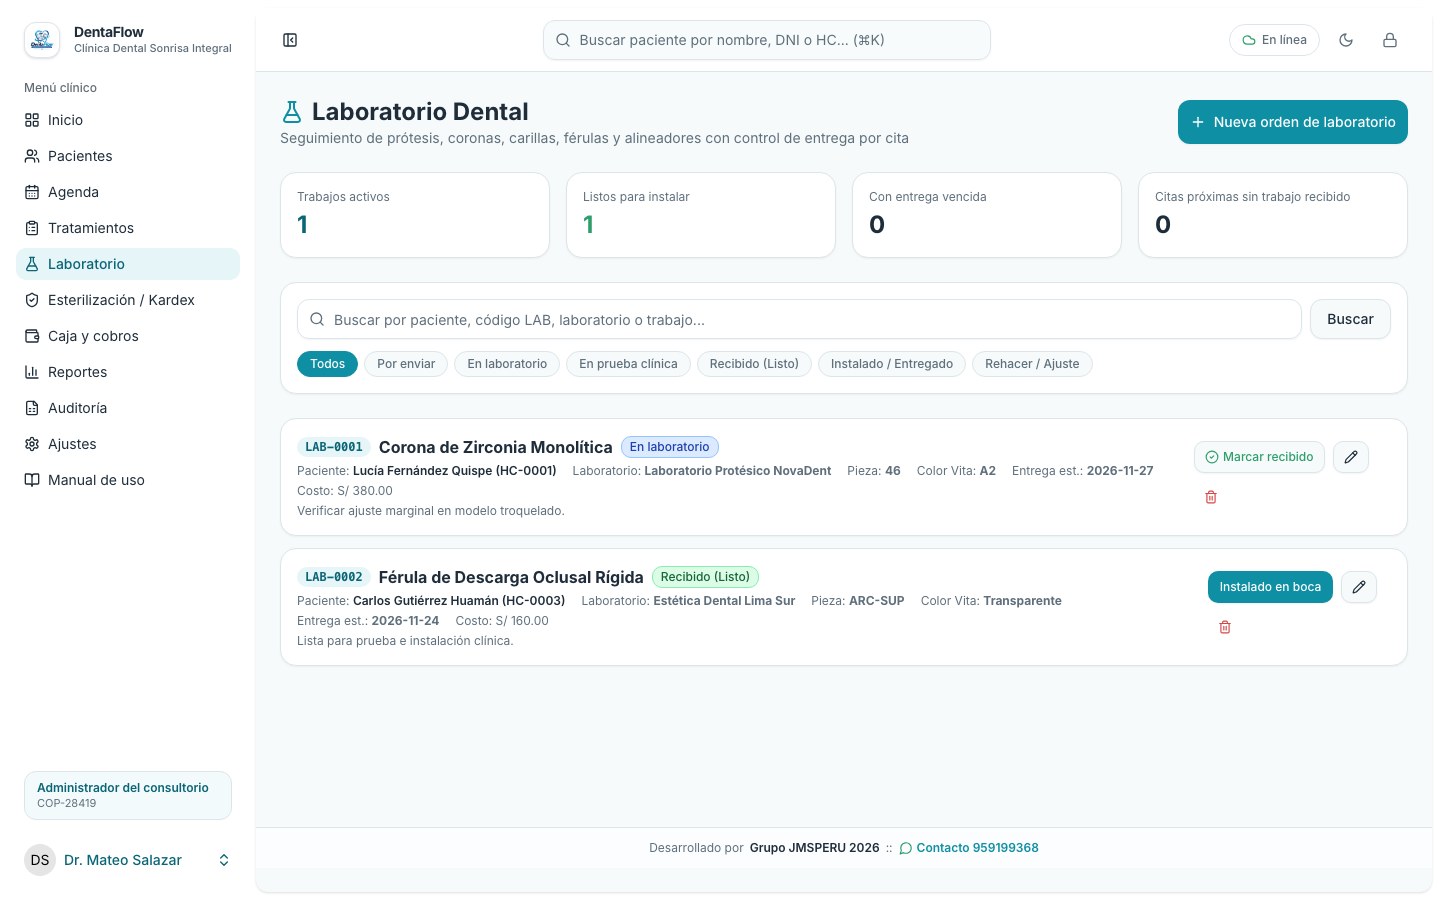 DentaFlow
Clínica Dental Sonrisa Integral
Menú clínico
Inicio
Pacientes
Agenda
Tratamientos
Laboratorio
Esterilización / Kardex
Caja y cobros
Reportes
Auditoría
Ajustes
Manual de uso
Administrador del consultorio
COP-28419
DS Dr. Mateo Salazar
Buscar paciente por nombre, DNI o HC... (⌘K)
En línea
Laboratorio Dental
Seguimiento de prótesis, coronas, carillas, férulas y alineadores con control de entrega por cita
Nueva orden de laboratorio
Trabajos activos
1
Listos para instalar
1
Con entrega vencida
0
Citas próximas sin trabajo recibido
0
Buscar por paciente, código LAB, laboratorio o trabajo...
Buscar
Todos Por enviar En laboratorio En prueba clínica Recibido (Listo) Instalado / Entregado Rehacer / Ajuste
LAB-0001 Corona de Zirconia Monolítica En laboratorio
Paciente: Lucía Fernández Quispe (HC-0001) Laboratorio: Laboratorio Protésico NovaDent Pieza: 46 Color Vita: A2 Entrega est.: 2026-11-27
Costo: S/ 380.00
Verificar ajuste marginal en modelo troquelado.
Marcar recibido
LAB-0002 Férula de Descarga Oclusal Rígida Recibido (Listo)
Paciente: Carlos Gutiérrez Huamán (HC-0003) Laboratorio: Estética Dental Lima Sur Pieza: ARC-SUP Color Vita: Transparente
Entrega est.: 2026-11-24 Costo: S/ 160.00
Lista para prueba e instalación clínica.
Instalado en boca
Desarrollado por Grupo JMSPERU 2026 :: Contacto 959199368